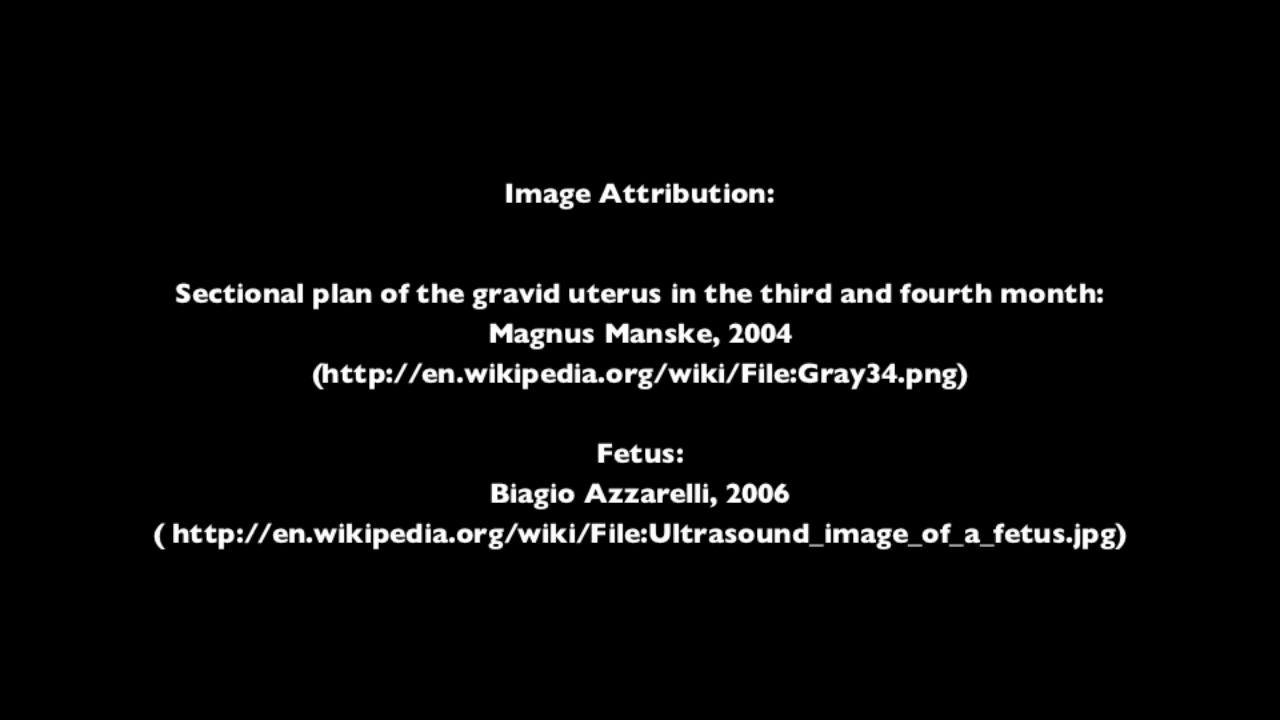 Image Attribution:
Sectional plan of the gravid uterus in the third and fourth month:
Magnus Manske, 2004
(http://en.wikipedia.org/wiki/File:Gray34.png)
Fetus:
Biagio Azzarelli, 2006
( http://en.wikipedia.org/wiki/File:Ultrasound_image_of_a_fetus.jpg)